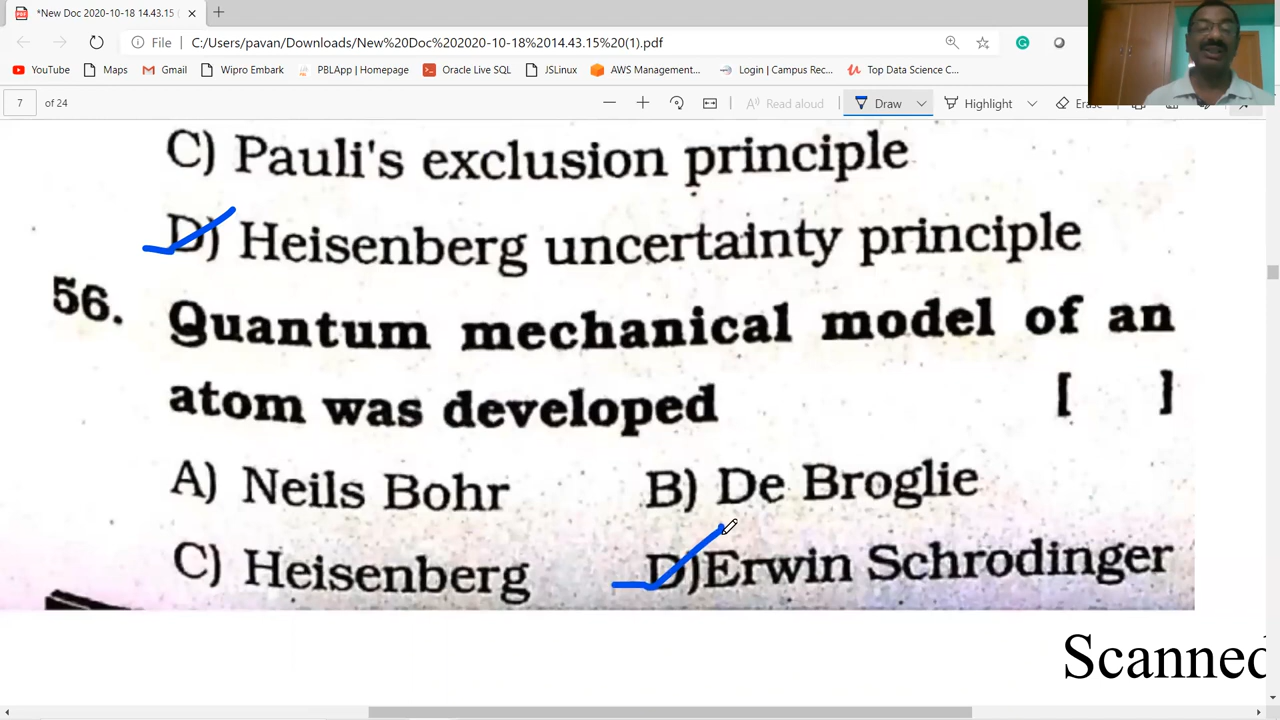 *New Doc 2020-10-18 14.43.15 (
File
C:/Users/pavan/Downloads/New%20Doc%202020-10-18%2014.43.15%20(1).pdf
YouTube
Maps
Gmail
Wipro Embark
PBLApp | Homepage
Oracle Live SQL
JSLinux
AWS Management...
Login | Campus Rec...
Top Data Science C...
7
of 24
Read aloud
Draw
Highlight
Erase
C) Pauli's exclusion principle
D) Heisenberg uncertainty principle
56. Quantum mechanical model of an
atom was developed [ ]
A) Neils Bohr B) De Broglie
C) Heisenberg D)Erwin Schrodinger
Scanned